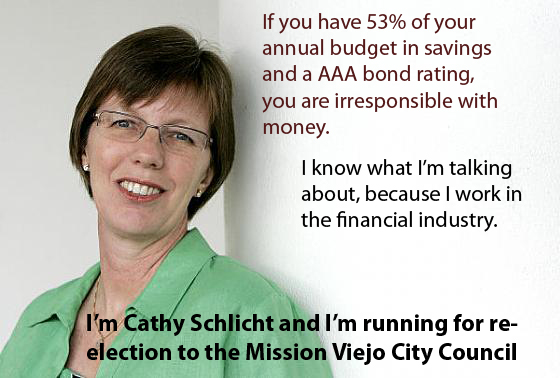 If you have 53% of your
annual budget in savings
and a AAA bond rating,
you are irresponsible with
money.
I know what I'm talking
about, because I work in
the financial industry.
I'm Cathy Schlicht and I'm running for re-
election to the Mission Viejo City Council